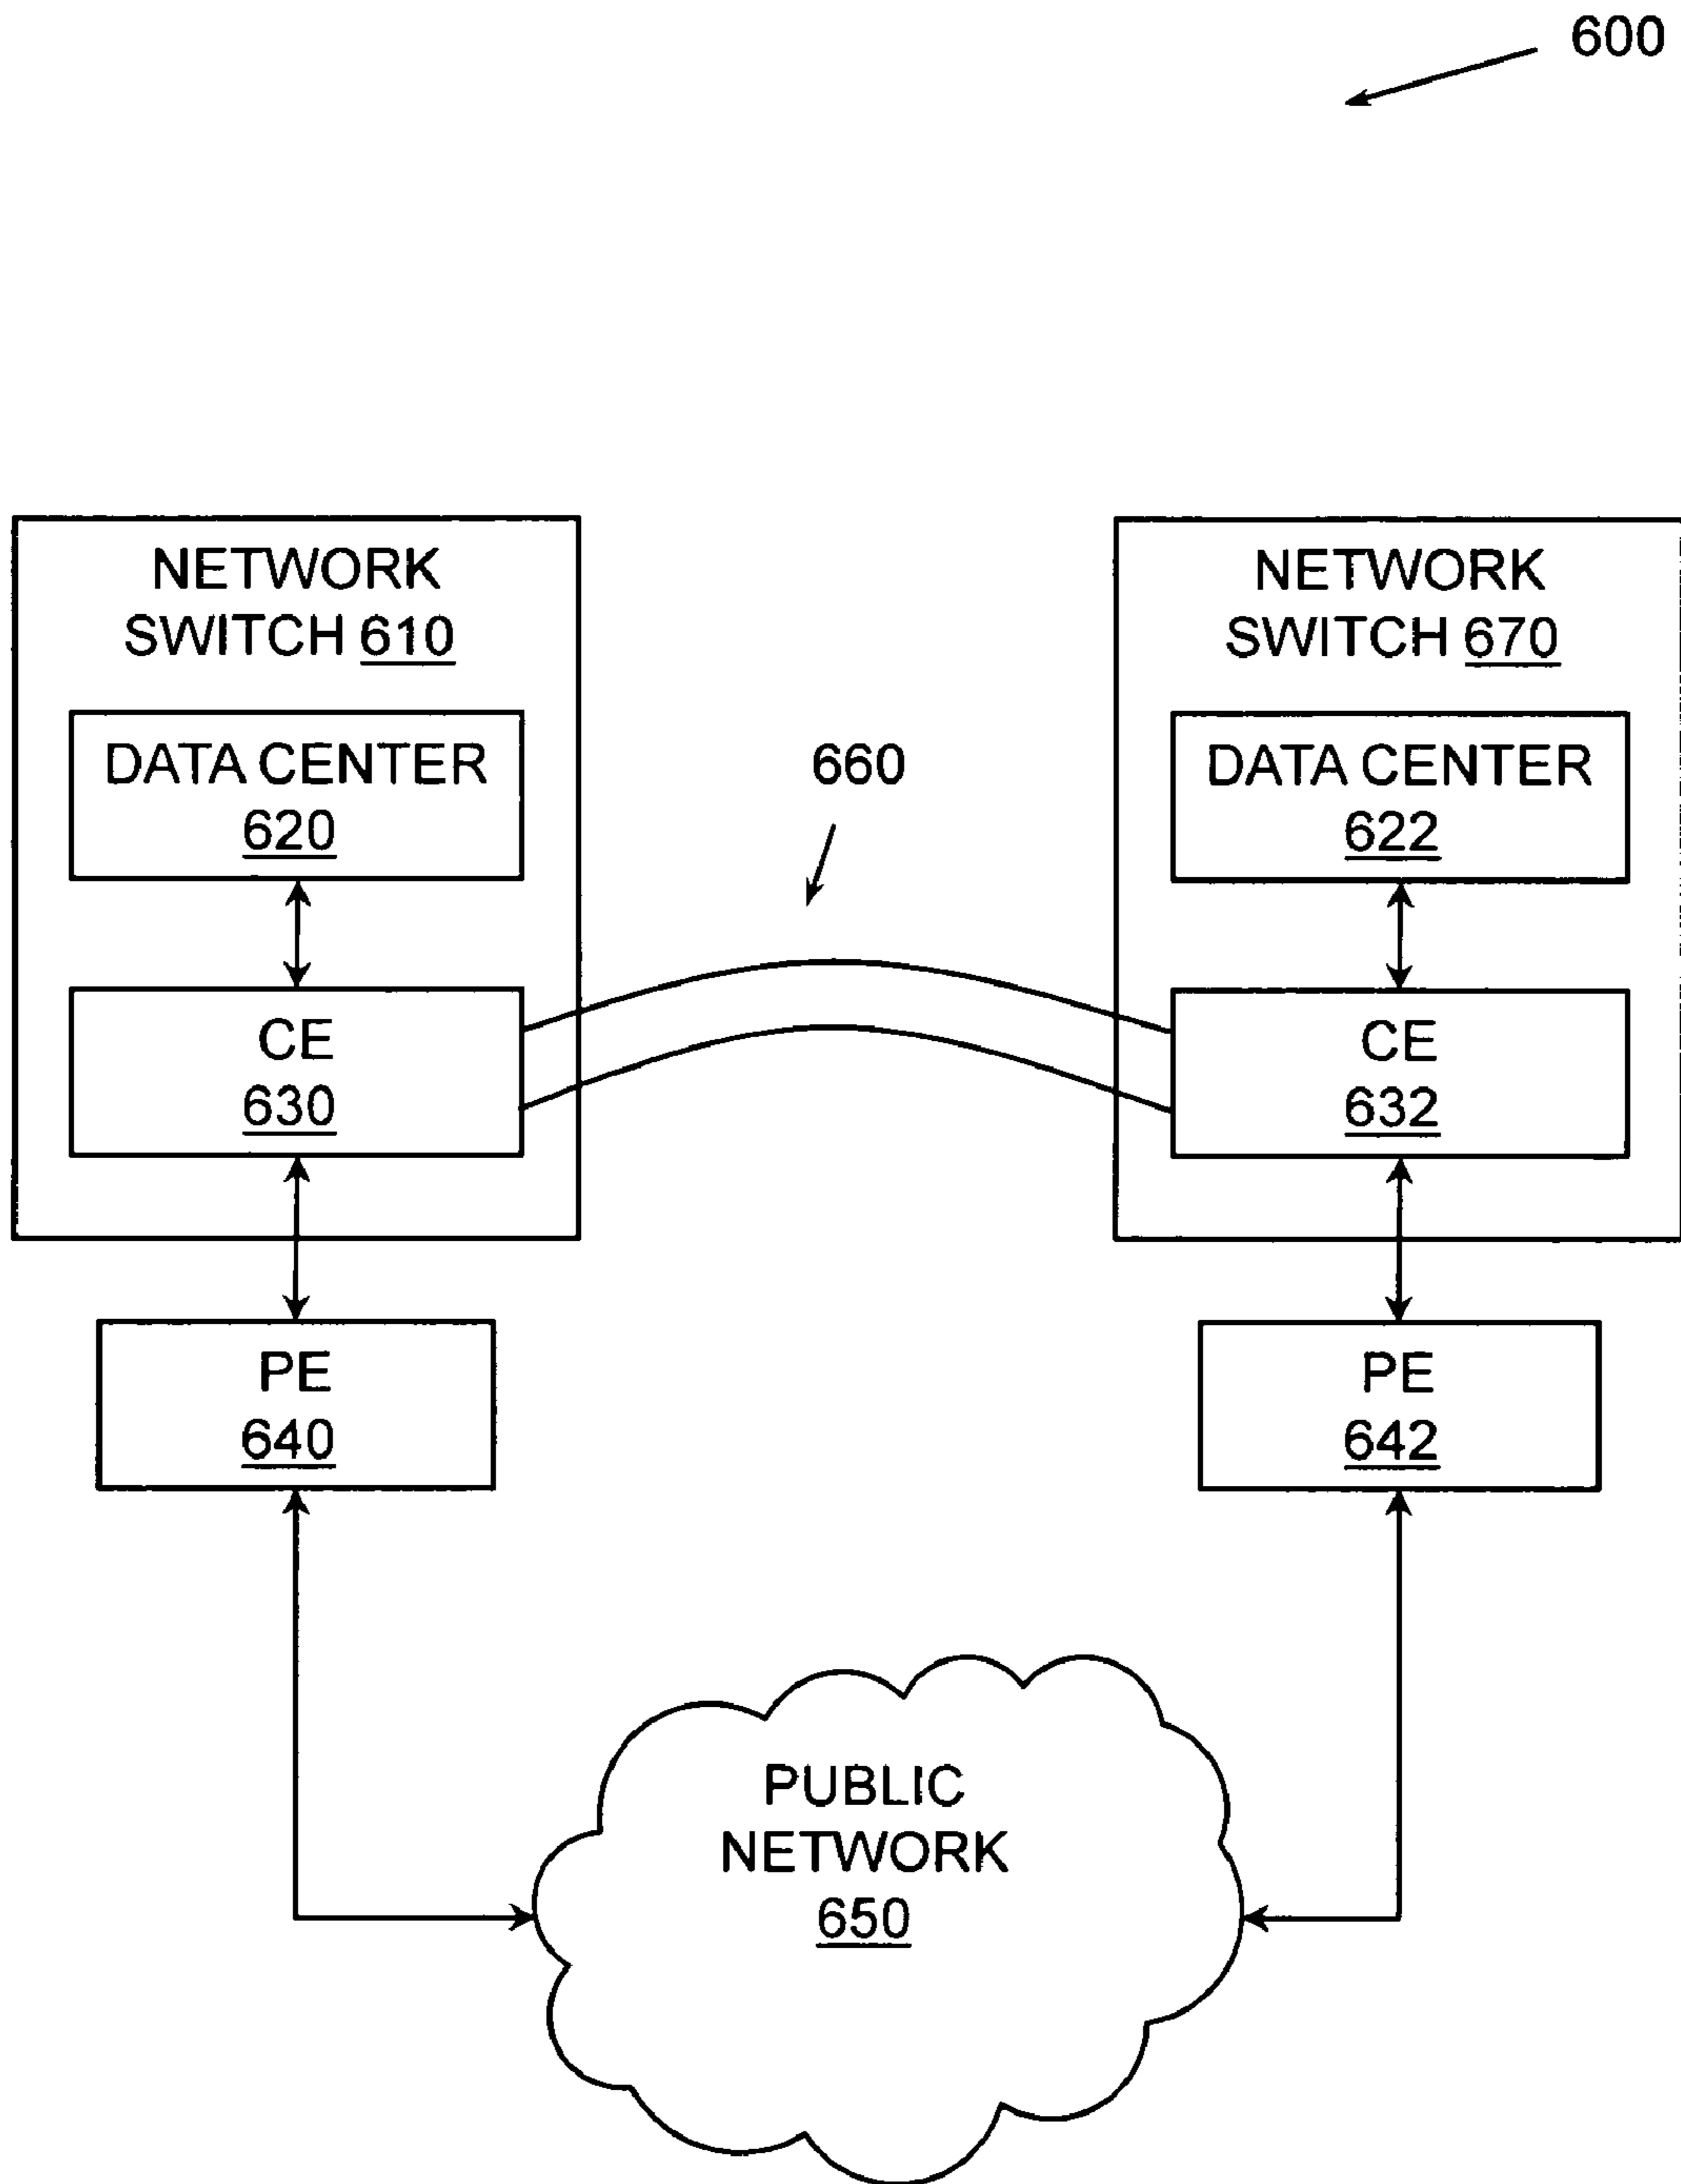 600
NETWORK
SWITCH 610
DATA CENTER
620
CE
630
PE
640
660
NETWORK
SWITCH 670
DATA CENTER
622
CE
632
PE
642
PUBLIC
NETWORK
650